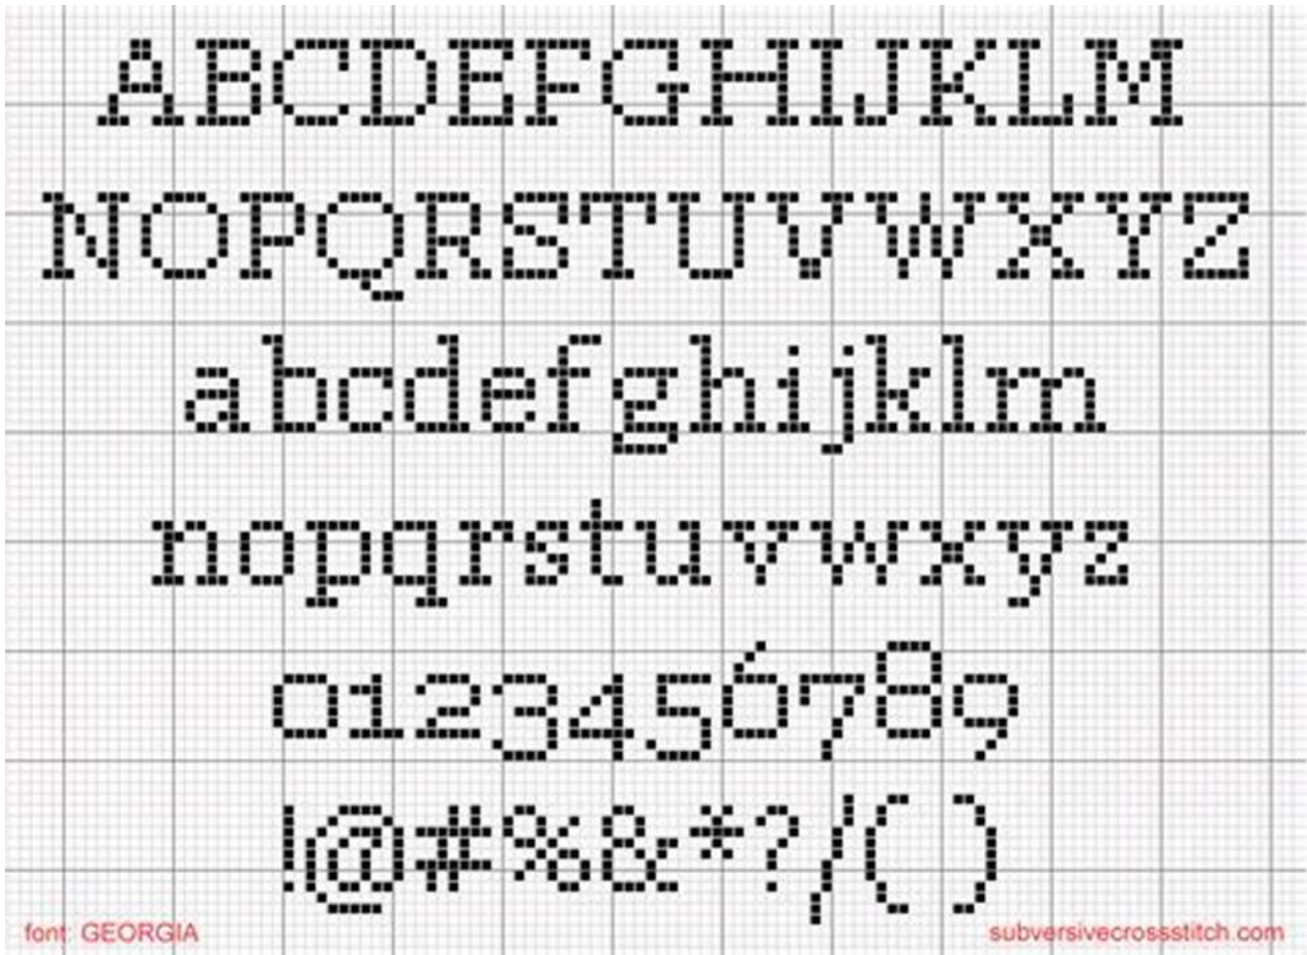 ABCDEFGHIJKLM
NOPQRSTUVWXYZ
abcdefghijklm
nopqrstuvwxyz
0123456789
!@#%&*?/( )
font: GEORGIA
subversivecrossstitch.com